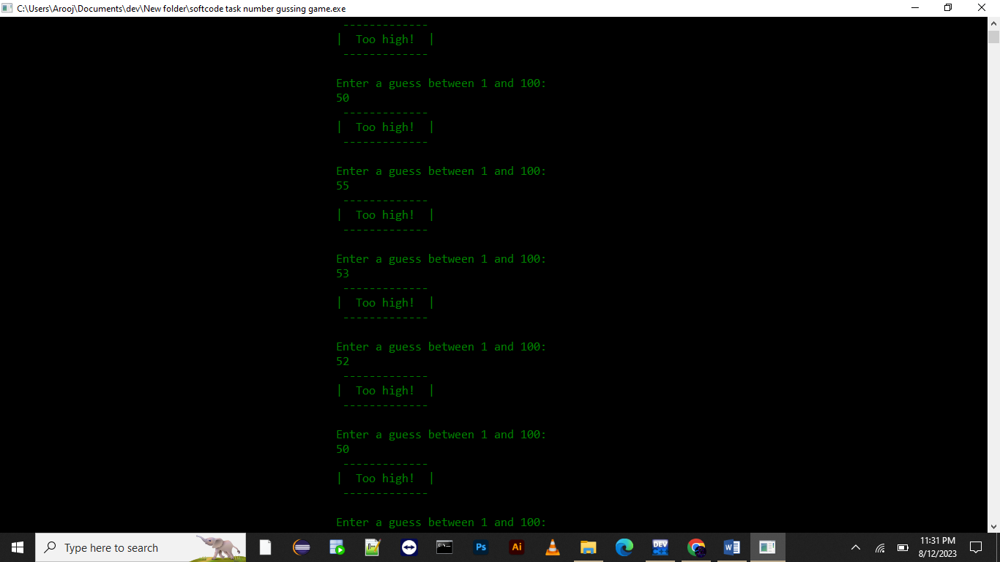 C:\Users\Arooj\Documents\dev\New folder\softcode task number gussing game.exe
-------------
|  Too high!  |
-------------

Enter a guess between 1 and 100:
50
-------------
|  Too high!  |
-------------

Enter a guess between 1 and 100:
55
-------------
|  Too high!  |
-------------

Enter a guess between 1 and 100:
53
-------------
|  Too high!  |
-------------

Enter a guess between 1 and 100:
52
-------------
|  Too high!  |
-------------

Enter a guess between 1 and 100:
50
-------------
|  Too high!  |
-------------

Enter a guess between 1 and 100:
Type here to search
Ps
Ai
DEV
W
11:31 PM
8/12/2023